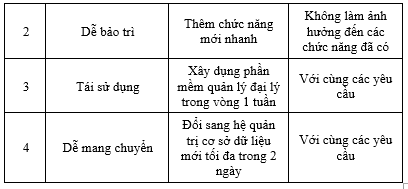 2
Dễ bảo trì
Thêm chức năng
mới nhanh
Không làm ảnh
hưởng đến các
chức năng đã có
3
Tái sử dụng
Xây dựng phần
mềm quản lý đại lý
trong vòng 1 tuần
Với cùng các yêu
cầu
4
Dễ mang chuyển
Đổi sang hệ quản
trị cơ sở dữ liệu
mới tối đa trong 2
ngày
Với cùng các yêu
cầu